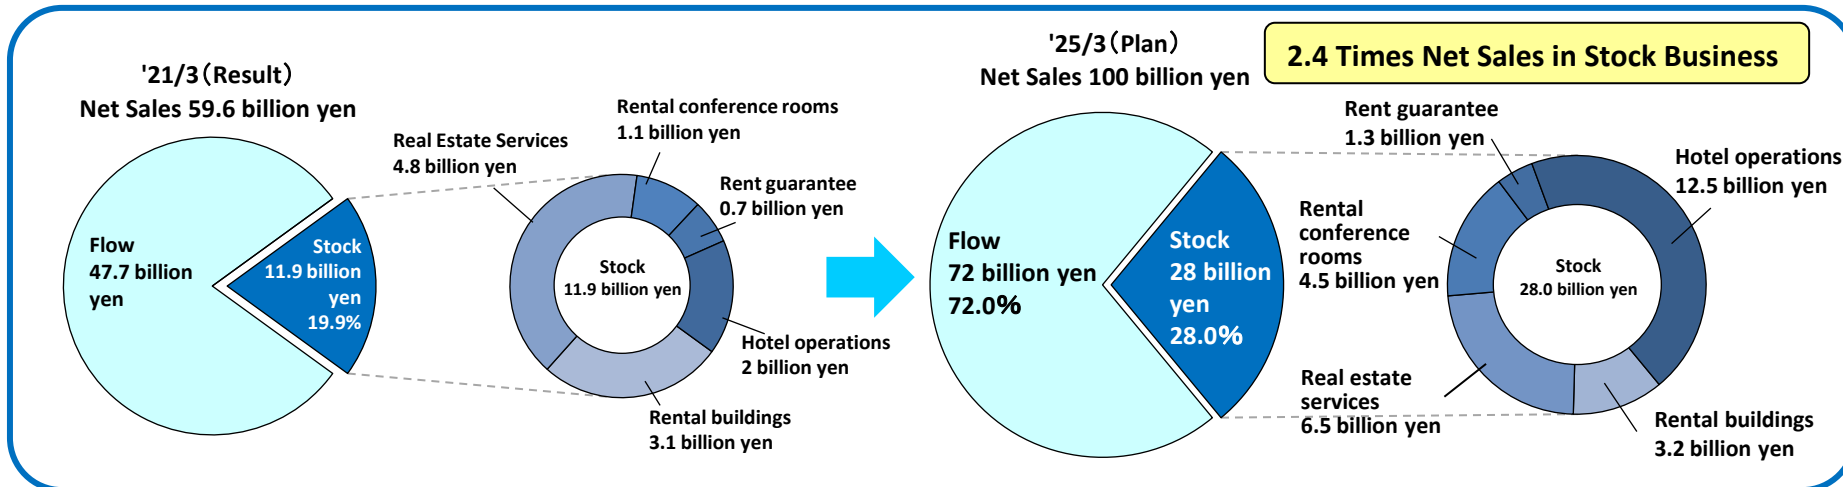 '21/3（Result）
Net Sales 59.6 billion yen
Flow
47.7 billion
yen
Stock
11.9 billion
yen
19.9%
Real Estate Services
4.8 billion yen
Rental conference rooms
1.1 billion yen
Rent guarantee
0.7 billion yen
Stock
11.9 billion yen
Hotel operations
2 billion yen
Rental buildings
3.1 billion yen
'25/3（Plan）
Net Sales 100 billion yen
2.4 Times Net Sales in Stock Business
Flow
72 billion yen
72.0%
Stock
28 billion
yen
28.0%
Rent guarantee
1.3 billion yen
Hotel operations
12.5 billion yen
Rental
conference
rooms
4.5 billion yen
Stock
28.0 billion yen
Real estate
services
6.5 billion yen
Rental buildings
3.2 billion yen